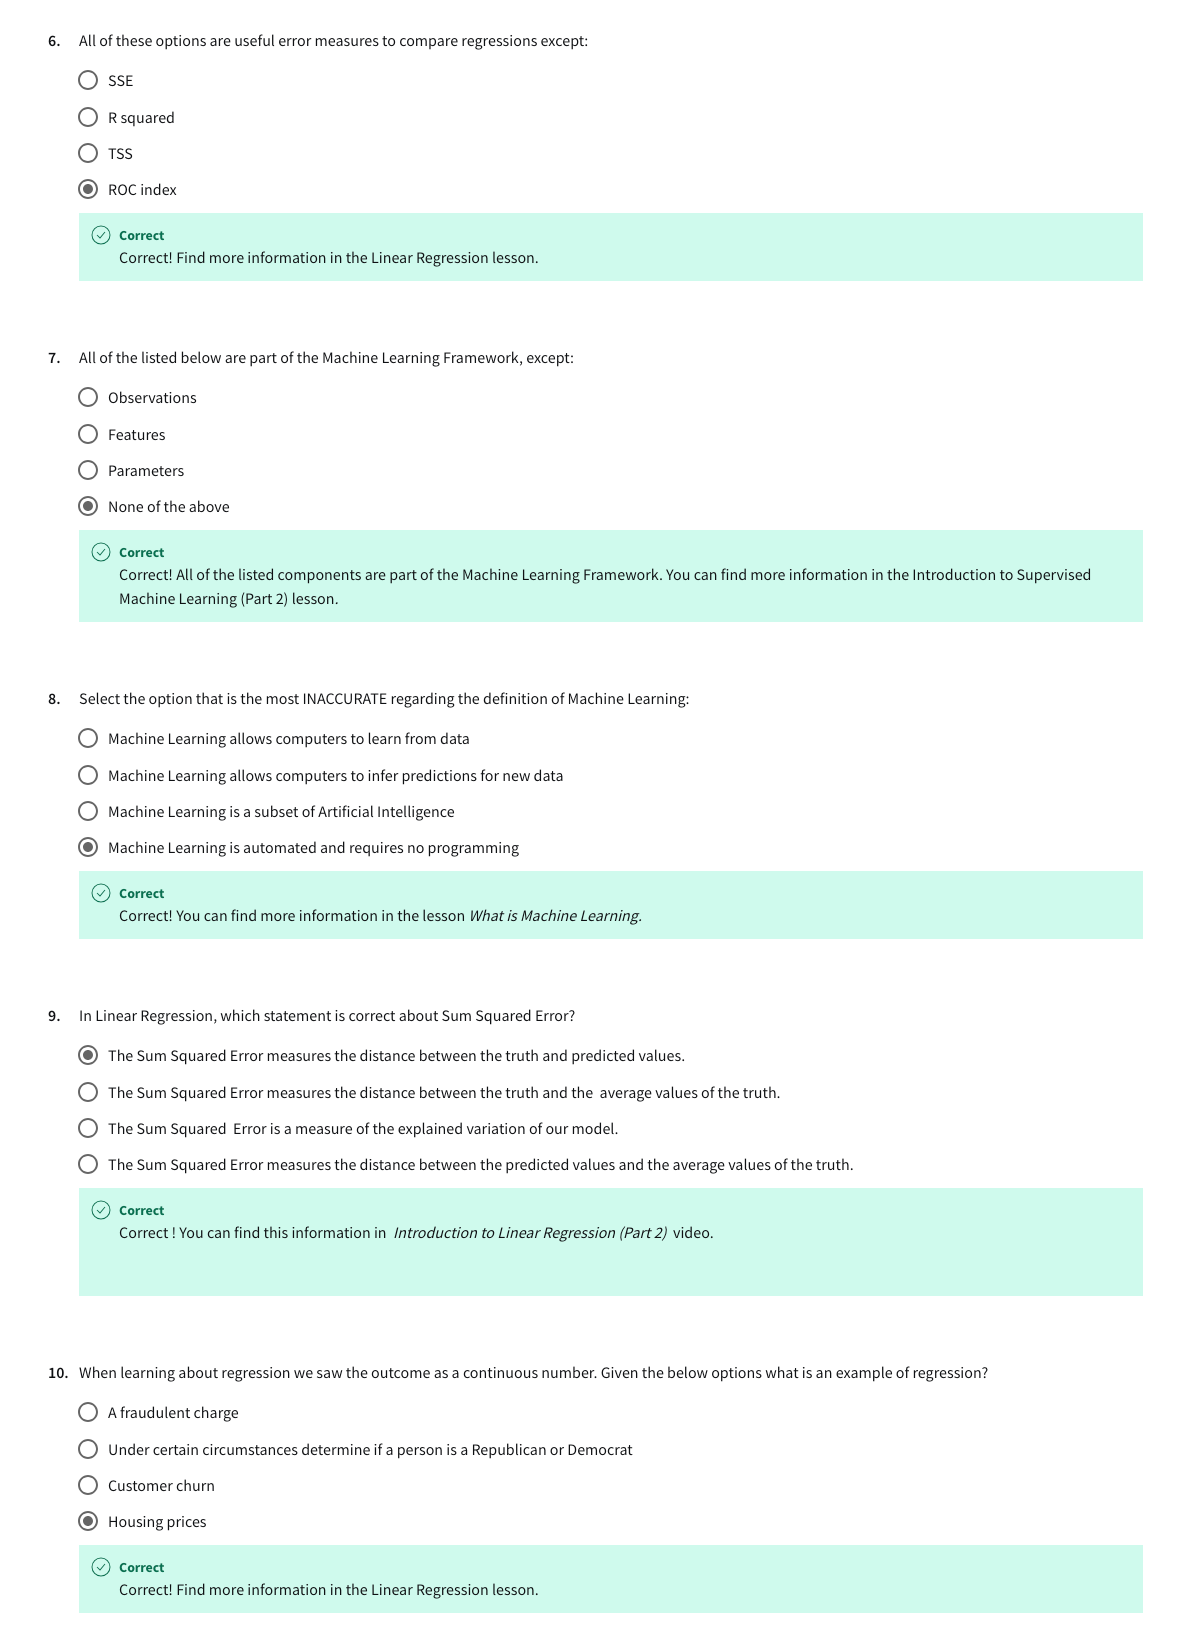 6. All of these options are useful error measures to compare regressions except:
SSE
R squared
TSS
ROC index
Correct
Correct! Find more information in the Linear Regression lesson.
7. All of the listed below are part of the Machine Learning Framework, except:
Observations
Features
Parameters
None of the above
Correct
Correct! All of the listed components are part of the Machine Learning Framework. You can find more information in the Introduction to Supervised
Machine Learning (Part 2) lesson.
8. Select the option that is the most INACCURATE regarding the definition of Machine Learning:
Machine Learning allows computers to learn from data
Machine Learning allows computers to infer predictions for new data
Machine Learning is a subset of Artificial Intelligence
Machine Learning is automated and requires no programming
Correct
Correct! You can find more information in the lesson What is Machine Learning.
9. In Linear Regression, which statement is correct about Sum Squared Error?
The Sum Squared Error measures the distance between the truth and predicted values.
The Sum Squared Error measures the distance between the truth and the  average values of the truth.
The Sum Squared  Error is a measure of the explained variation of our model.
The Sum Squared Error measures the distance between the predicted values and the average values of the truth.
Correct
Correct ! You can find this information in  Introduction to Linear Regression (Part 2)  video.
10. When learning about regression we saw the outcome as a continuous number. Given the below options what is an example of regression?
A fraudulent charge
Under certain circumstances determine if a person is a Republican or Democrat
Customer churn
Housing prices
Correct
Correct! Find more information in the Linear Regression lesson.